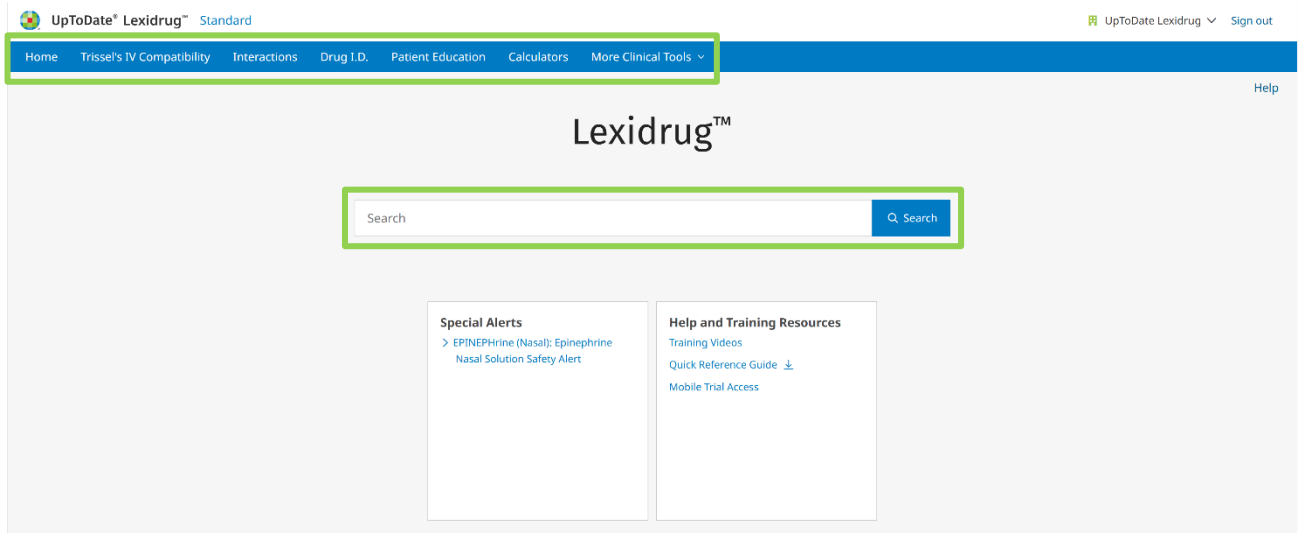 UpToDate® Lexidrug™ Standard
UpToDate Lexidrug Sign out
Home Trissel's IV Compatibility Interactions Drug I.D. Patient Education Calculators More Clinical Tools
Help
Lexidrug™
Search Search
Special Alerts
EPINEPHrine (Nasal): Epinephrine
Nasal Solution Safety Alert
Help and Training Resources
Training Videos
Quick Reference Guide
Mobile Trial Access